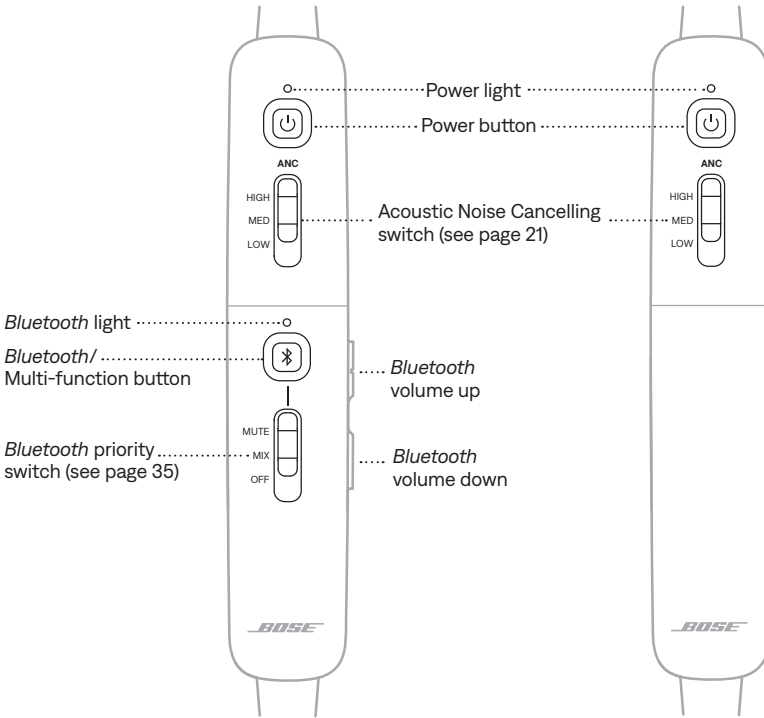 Power light
Power button
ANC
ANC
HIGH
HIGH
MED
MED
LOW
LOW
Acoustic Noise Cancelling
switch (see page 21)
Bluetooth light
Bluetooth/
Multi-function button
Bluetooth
volume up
MUTE
MIX
OFF
Bluetooth priority
switch (see page 35)
Bluetooth
volume down
BOSE
BOSE